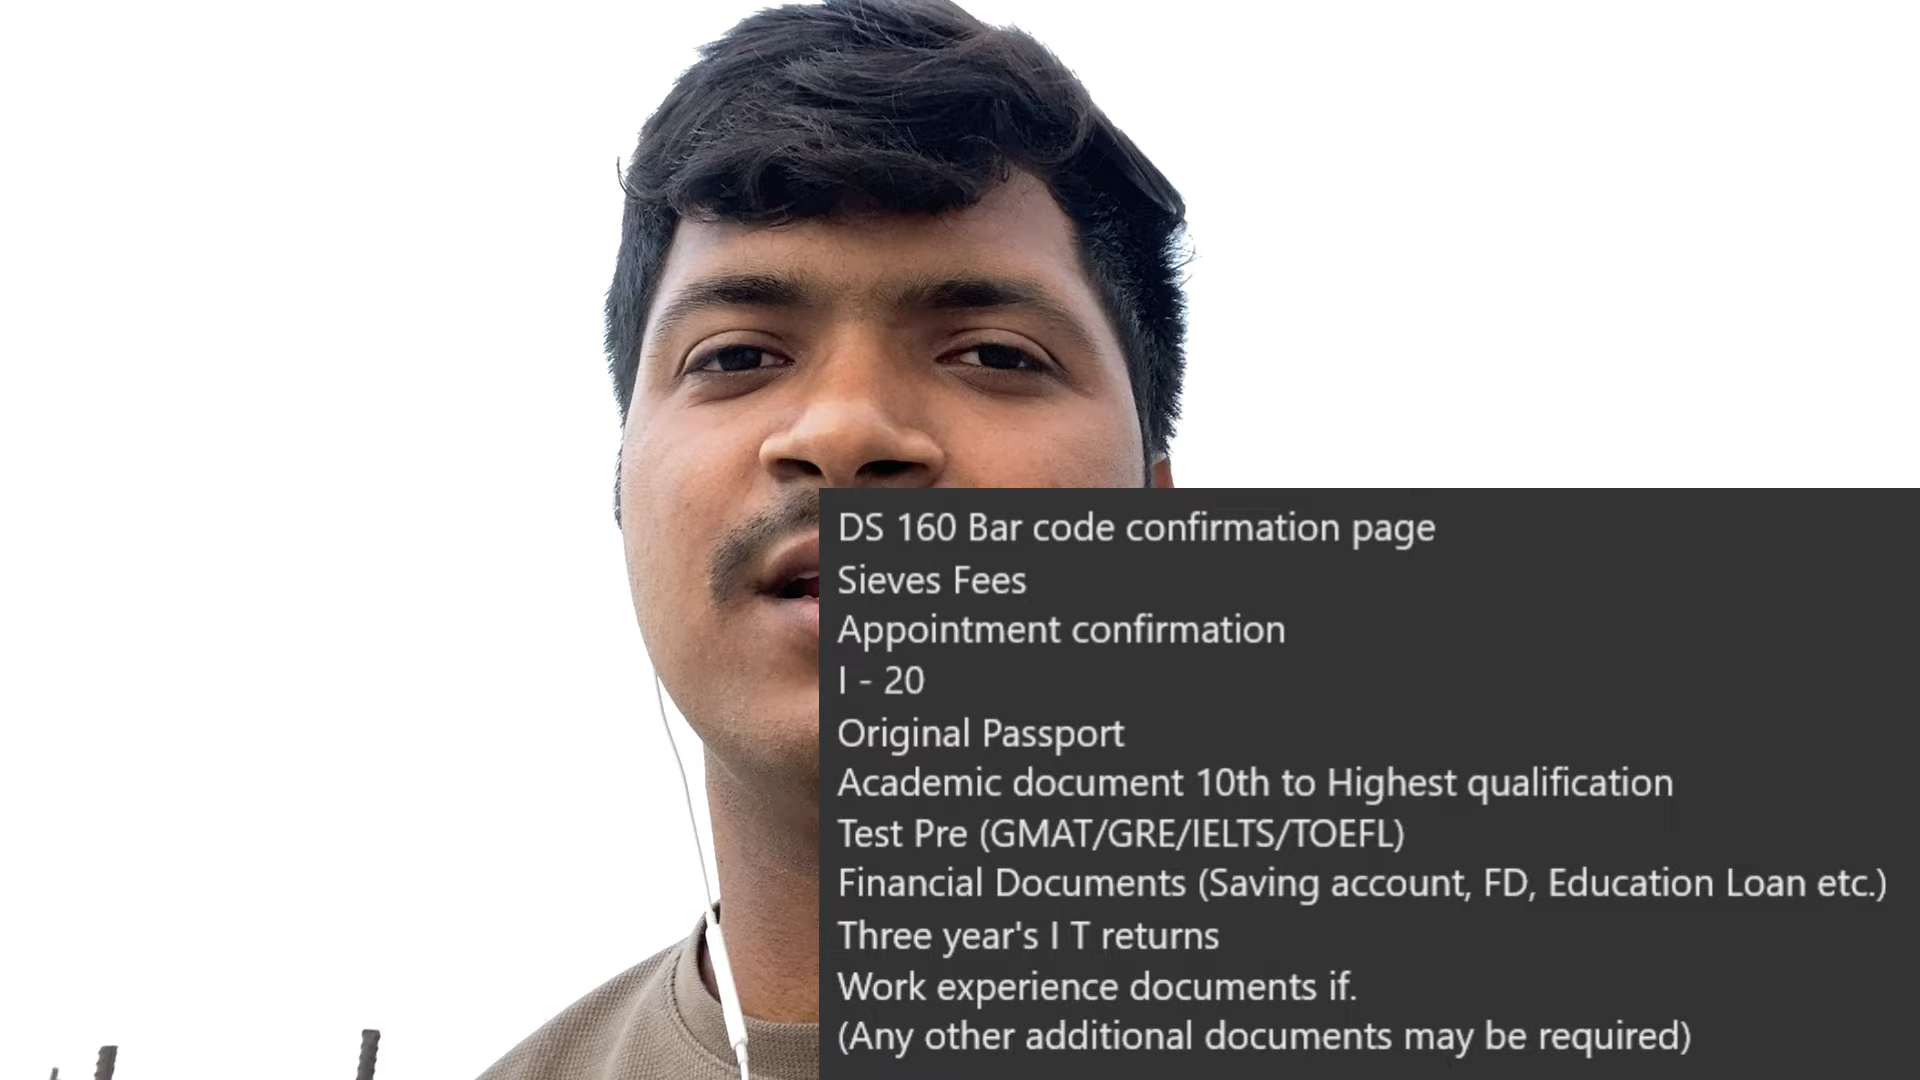 DS 160 Bar code confirmation page
Sieves Fees
Appointment confirmation
I - 20
Original Passport
Academic document 10th to Highest qualification
Test Pre (GMAT/GRE/IELTS/TOEFL)
Financial Documents (Saving account, FD, Education Loan etc.)
Three year's I T returns
Work experience documents if.
(Any other additional documents may be required)